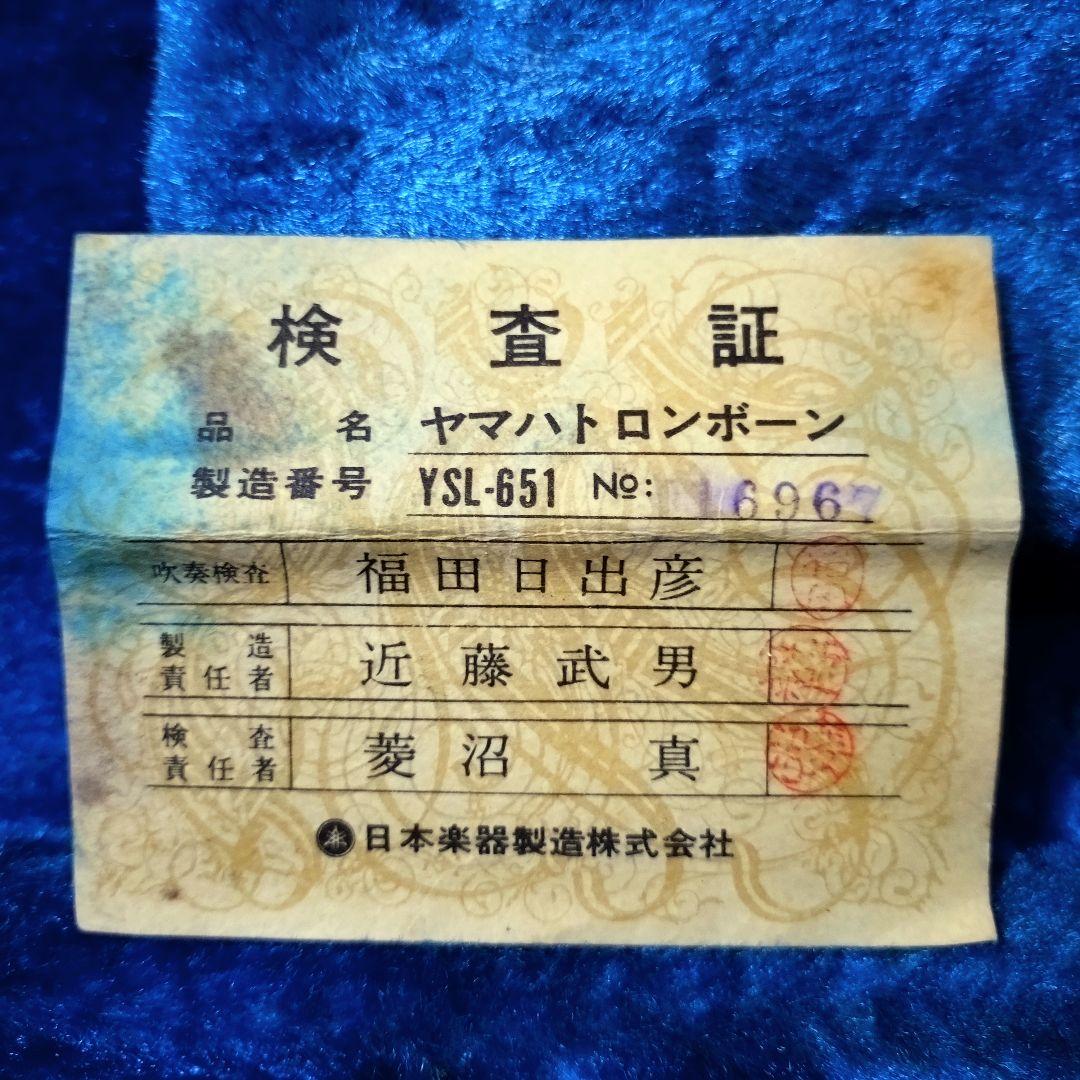 検査証
品名 ヤマハトロンボーン
製造番号 YSL-651 No: 16967
吹奏検査 福田日出彦
製造責任者 近藤武男
検査責任者 菱沼真
日本楽器製造株式会社